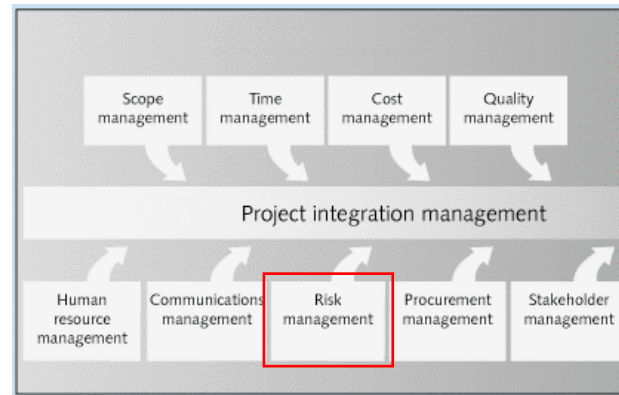 Scope
management
Time
management
Cost
management
Quality
management
Project integration management
Human
resource
management
Communications
management
Risk
management
Procurement
management
Stakeholder
management